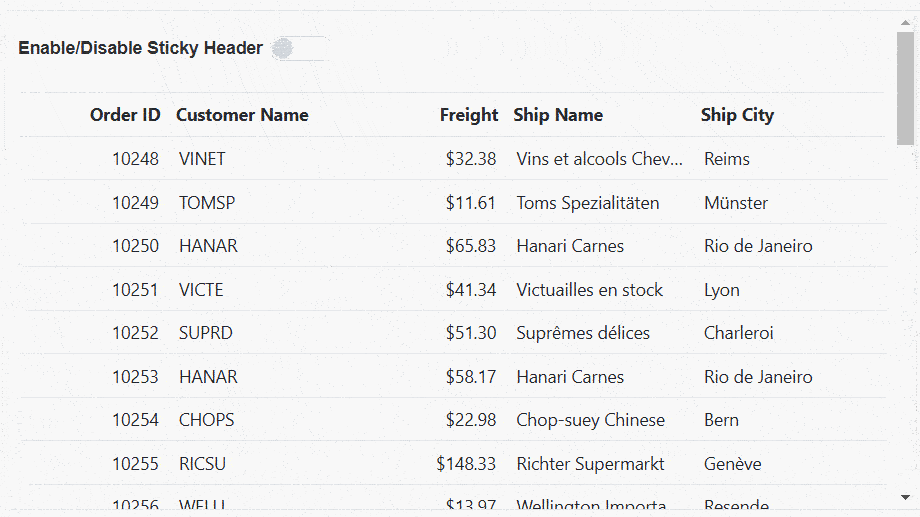 Enable/Disable Sticky Header
Order ID Customer Name Freight Ship Name Ship City
10248 VINET $32.38 Vins et alcools Chev... Reims
10249 TOMSP $11.61 Toms Spezialitäten Münster
10250 HANAR $65.83 Hanari Carnes Rio de Janeiro
10251 VICTE $41.34 Victuailles en stock Lyon
10252 SUPRD $51.30 Suprêmes délices Charleroi
10253 HANAR $58.17 Hanari Carnes Rio de Janeiro
10254 CHOPS $22.98 Chop-suey Chinese Bern
10255 RICSU $148.33 Richter Supermarkt Genève
10256 WELLI $13.97 Wellington Importa... Resende